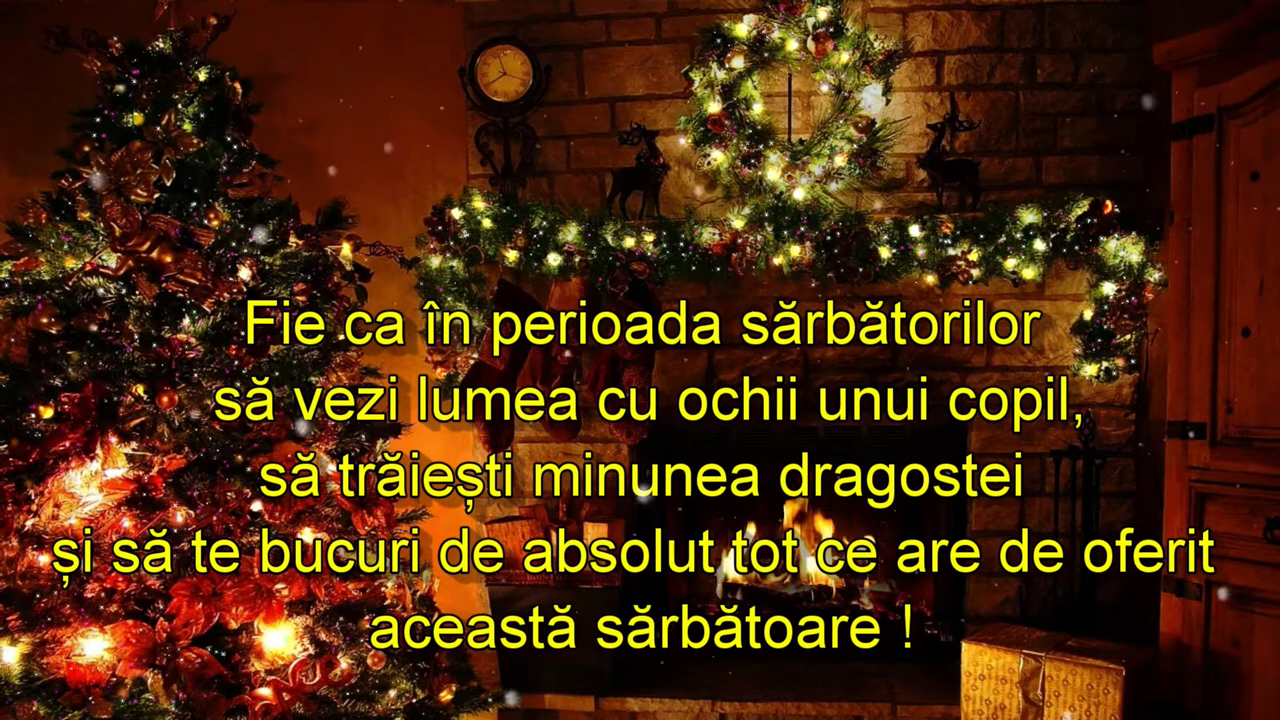 Fie ca în perioada sărbătorilor
să vezi lumea cu ochii unui copil,
să trăiești minunea dragostei
și să te bucuri de absolut tot ce are de oferit
această sărbătoare !